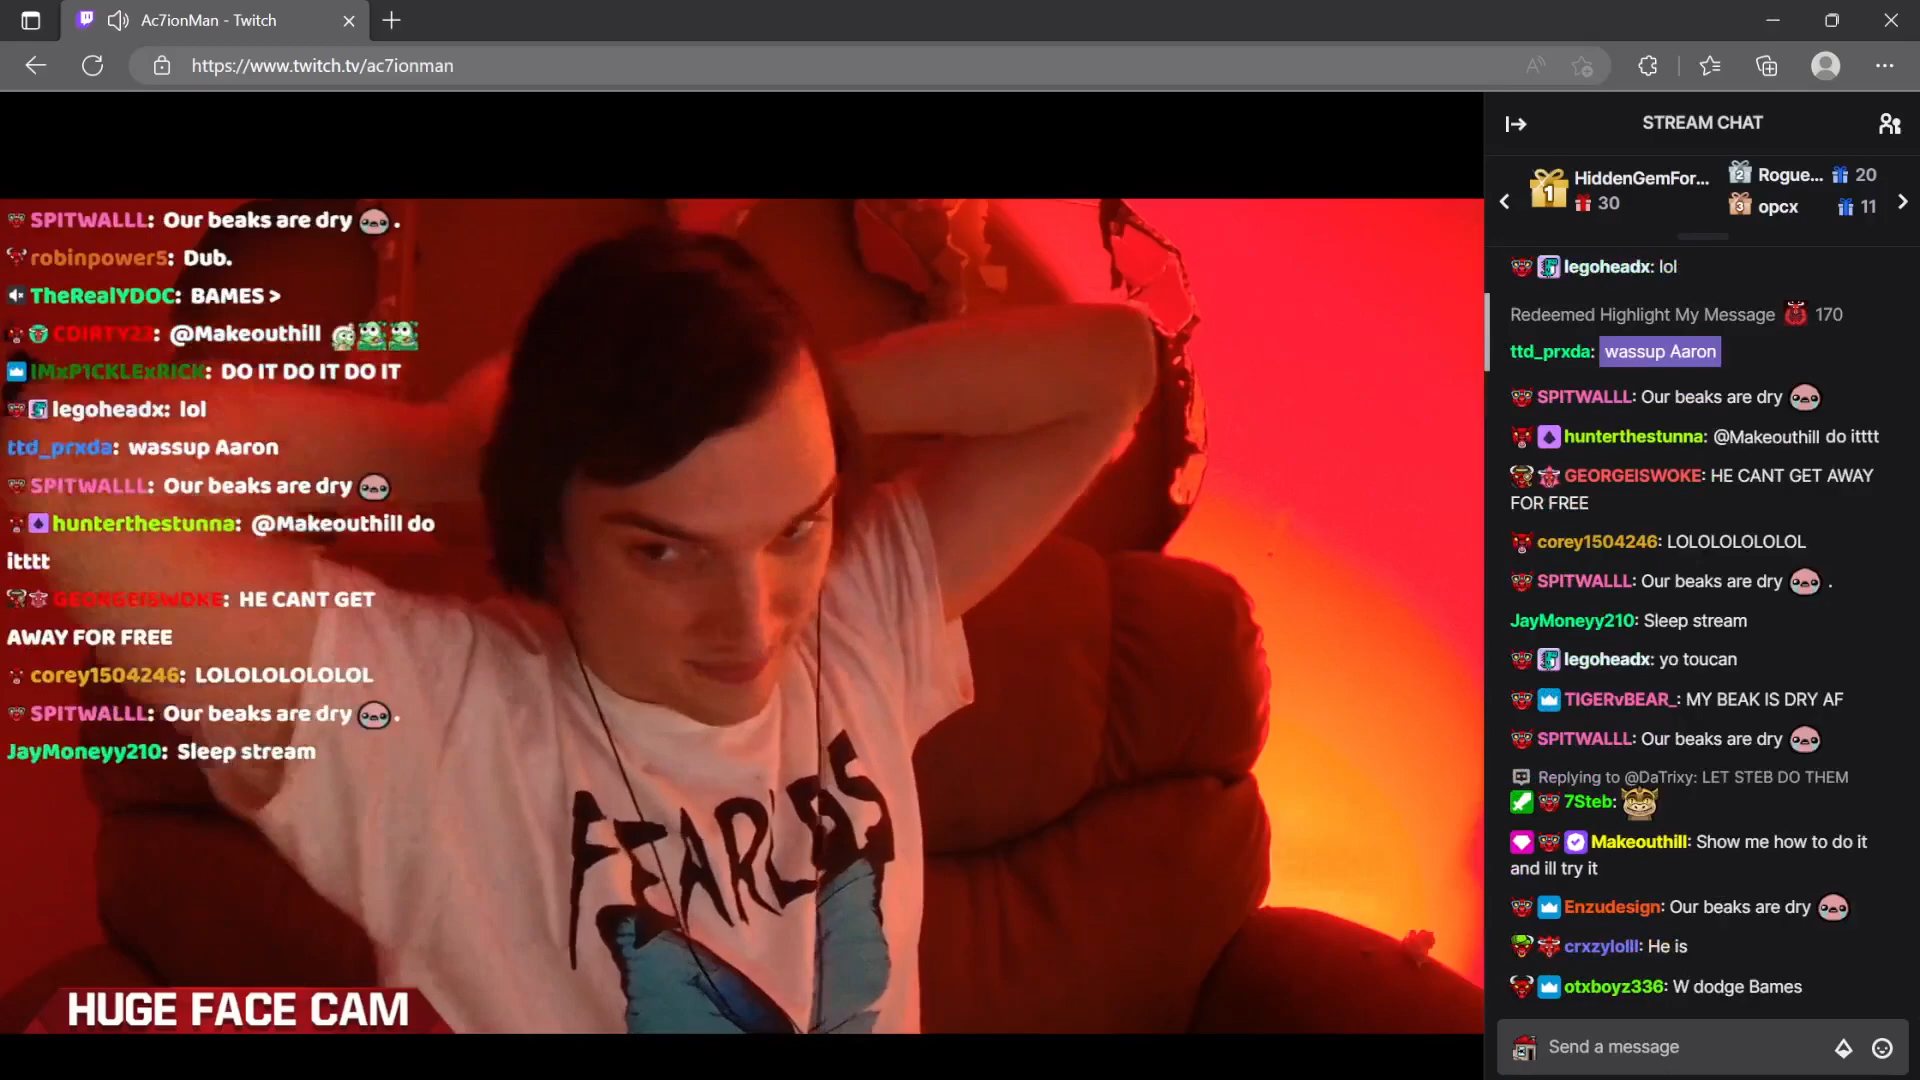 Ac7ionMan - Twitch
https://www.twitch.tv/ac7ionman
SPITWALLL: Our beaks are dry .
robinpower5: Dub.
TheRealYDOC: BAMES >
CDIRTY23: @Makeouthill
IMxP1CKLExRICK: DO IT DO IT DO IT
legoheadx: lol
ttd_prxda: wassup Aaron
SPITWALLL: Our beaks are dry
hunterthestunna: @Makeouthill do
itttt
GEORGEISWOKE: HE CANT GET
AWAY FOR FREE
corey1504246: LOLOLOLOLOLOL
SPITWALLL: Our beaks are dry .
JayMoneyy210: Sleep stream
FEARL
HUGE FACE CAM
STREAM CHAT
1 HiddenGemFor... 30
2 Rogue... 20
3 opcx 11
legoheadx: lol
Redeemed Highlight My Message 170
ttd_prxda: wassup Aaron
SPITWALLL: Our beaks are dry
hunterthestunna: @Makeouthill do itttt
GEORGEISWOKE: HE CANT GET AWAY
FOR FREE
corey1504246: LOLOLOLOLOLOL
SPITWALLL: Our beaks are dry .
JayMoneyy210: Sleep stream
legoheadx: yo toucan
TIGERvBEAR_: MY BEAK IS DRY AF
SPITWALLL: Our beaks are dry
Replying to @DaTrixy: LET STEB DO THEM
7Steb:
Makeouthill: Show me how to do it
and ill try it
Enzudesign: Our beaks are dry
crxzylolll: He is
otxboyz336: W dodge Bames
Send a message